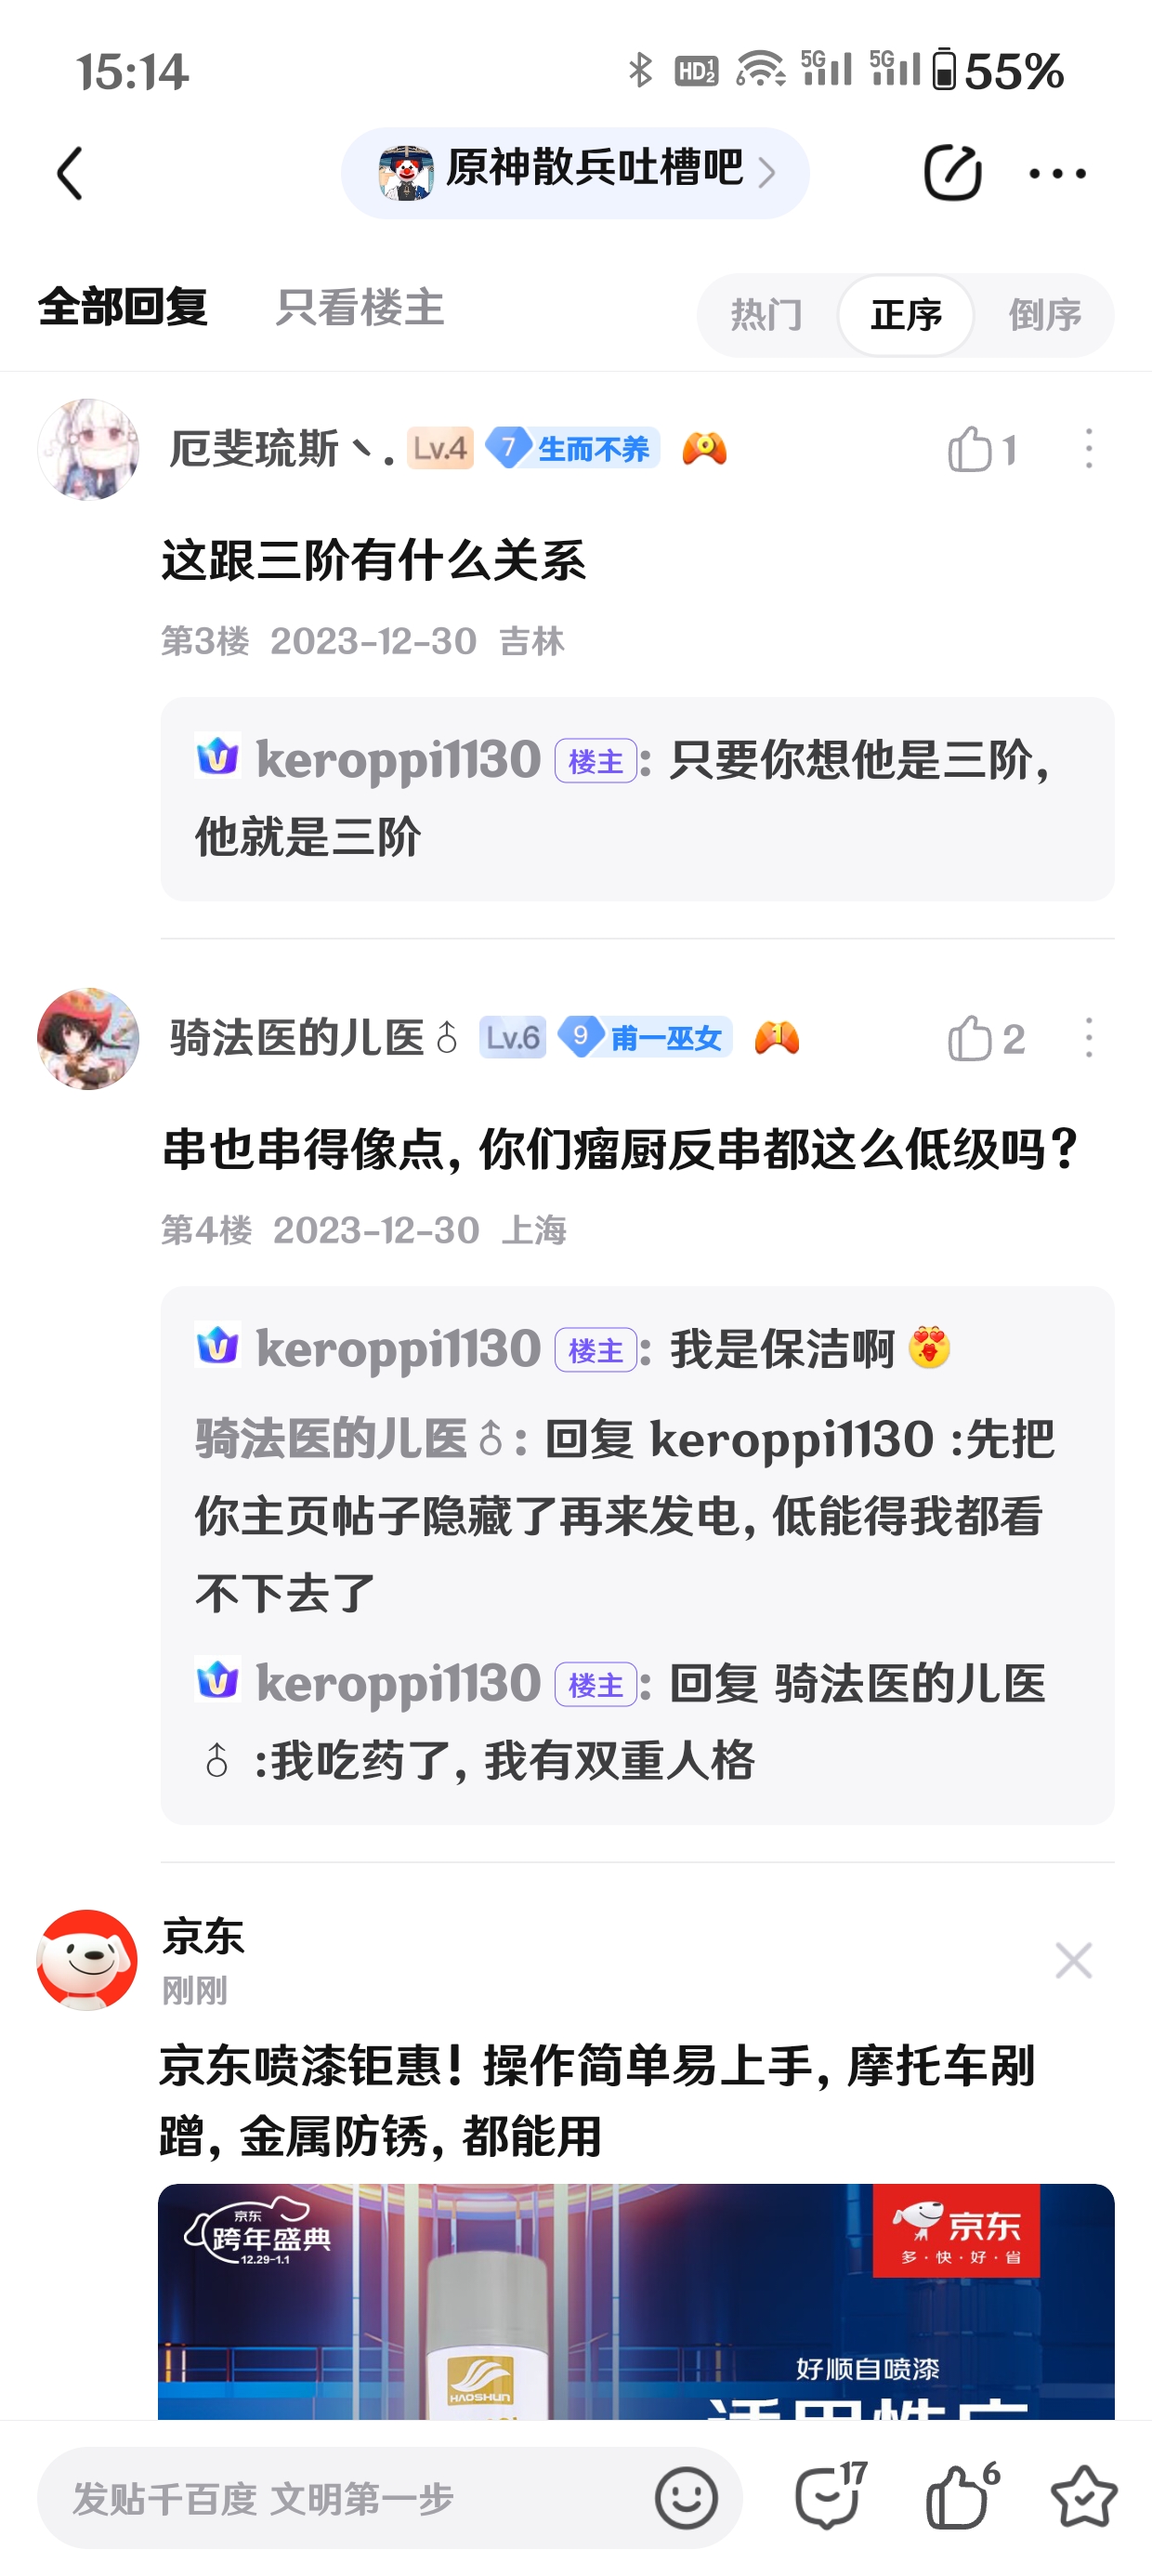 15:14 HD 1 2 6 5G 5G 55%
原神散兵吐槽吧
全部回复 只看楼主 热门 正序 倒序
厄斐琉斯丶. Lv.4 7 生而不养 0 1
这跟三阶有什么关系
第3楼 2023-12-30 吉林
keroppi1130 楼主: 只要你想他是三阶,
他就是三阶
骑法医的儿医♂ Lv.6 9 甫一巫女 1 2
串也串得像点, 你们瘤厨反串都这么低级吗?
第4楼 2023-12-30 上海
keroppi1130 楼主: 我是保洁啊
骑法医的儿医♂: 回复 keroppi1130 :先把
你主页帖子隐藏了再来发电, 低能得我都看
不下去了
keroppi1130 楼主: 回复 骑法医的儿医
♂ :我吃药了, 我有双重人格
京东
刚刚
京东喷漆钜惠! 操作简单易上手, 摩托车剐
蹭, 金属防锈, 都能用
京东
跨年盛典
12.29-1.1
京东
多·快·好·省
HAOSHUN
好顺自喷漆
发贴千百度 文明第一步 17 6